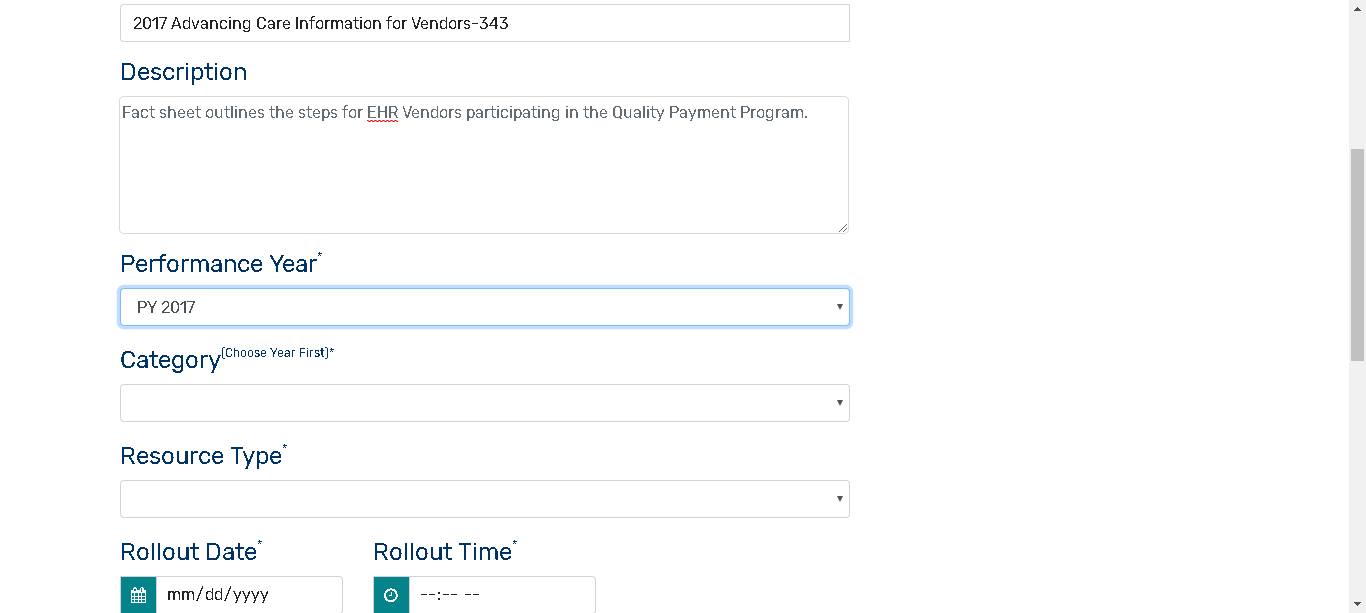 2017 Advancing Care Information for Vendors-343
Description
Fact sheet outlines the steps for EHR Vendors participating in the Quality Payment Program.
Performance Year*
PY 2017
Category(Choose Year First)*
Resource Type*
Rollout Date* Rollout Time*
mm/dd/yyyy --:-- --